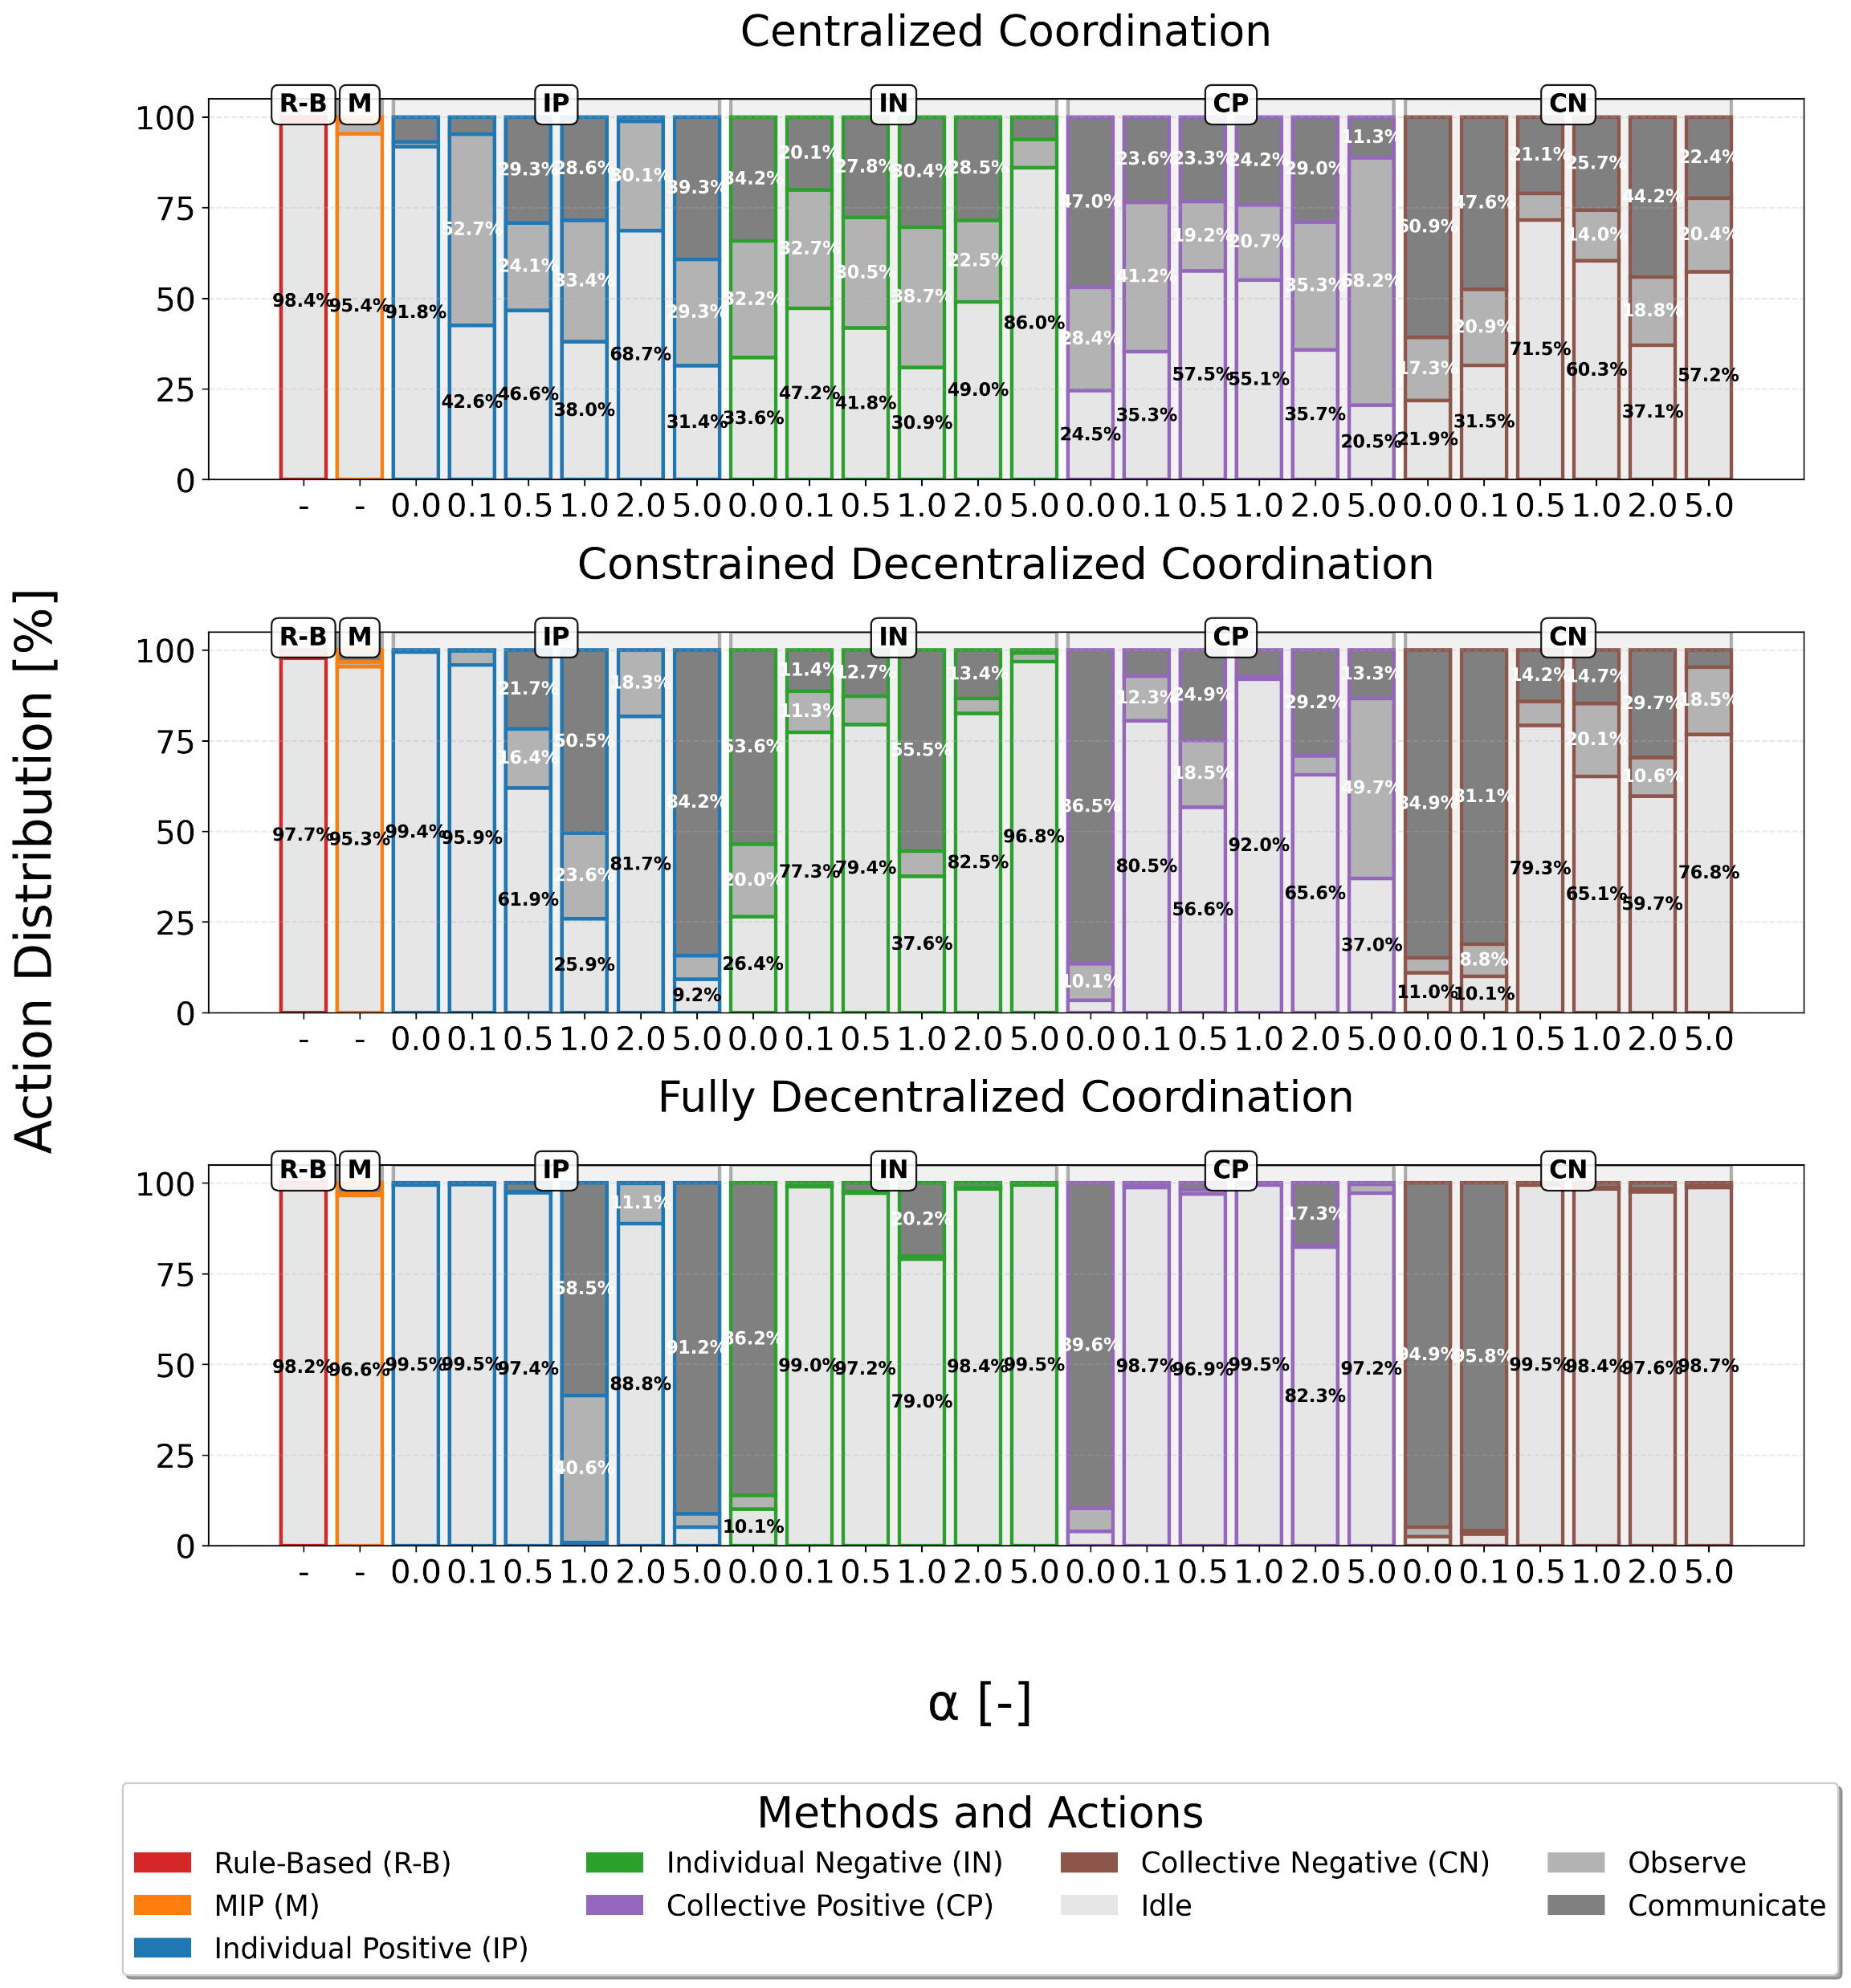 Centralized Coordination
R-B M IP IN CP CN
100
75
50
25
0
29.3% 28.6% 30.1% 39.3% 34.2% 20.1% 27.8% 30.4% 28.5% 47.0% 23.6% 23.3% 24.2% 29.0% 11.3% 60.9% 47.6% 21.1% 25.7% 44.2% 22.4%
52.7% 24.1% 33.4% 29.3% 32.2% 32.7% 30.5% 38.7% 22.5% 28.4% 41.2% 19.2% 20.7% 35.3% 68.2% 17.3% 20.9% 14.0% 18.8% 20.4%
98.4% 95.4% 91.8% 42.6% 46.6% 38.0% 68.7% 31.4% 33.6% 47.2% 41.8% 30.9% 49.0% 86.0% 24.5% 35.3% 57.5% 55.1% 35.7% 20.5% 21.9% 31.5% 71.5% 60.3% 37.1% 57.2%
- - 0.0 0.1 0.5 1.0 2.0 5.0 0.0 0.1 0.5 1.0 2.0 5.0 0.0 0.1 0.5 1.0 2.0 5.0 0.0 0.1 0.5 1.0 2.0 5.0
Action Distribution [%]
Constrained Decentralized Coordination
R-B M IP IN CP CN
100
75
50
25
0
21.7% 50.5% 18.3% 84.2% 53.6% 11.4% 12.7% 55.5% 13.4% 86.5% 12.3% 24.9% 29.2% 13.3% 84.9% 81.1% 14.2% 14.7% 29.7% 18.5%
16.4% 23.6% 20.0% 11.3% 10.1% 18.5% 49.7% 8.8% 20.1% 10.6%
97.7% 95.3% 99.4% 95.9% 61.9% 25.9% 81.7% 9.2% 26.4% 77.3% 79.4% 37.6% 82.5% 96.8% 80.5% 56.6% 92.0% 65.6% 37.0% 11.0% 10.1% 79.3% 65.1% 59.7% 76.8%
- - 0.0 0.1 0.5 1.0 2.0 5.0 0.0 0.1 0.5 1.0 2.0 5.0 0.0 0.1 0.5 1.0 2.0 5.0 0.0 0.1 0.5 1.0 2.0 5.0
Fully Decentralized Coordination
R-B M IP IN CP CN
100
75
50
25
0
58.5% 11.1% 91.2% 86.2% 20.2% 89.6% 17.3% 94.9% 95.8%
40.6%
98.2% 96.6% 99.5% 99.5% 97.4% 88.8% 10.1% 99.0% 97.2% 79.0% 98.4% 99.5% 98.7% 96.9% 99.5% 82.3% 97.2% 99.5% 98.4% 97.6% 98.7%
- - 0.0 0.1 0.5 1.0 2.0 5.0 0.0 0.1 0.5 1.0 2.0 5.0 0.0 0.1 0.5 1.0 2.0 5.0 0.0 0.1 0.5 1.0 2.0 5.0
α [-]
Methods and Actions
Rule-Based (R-B)
MIP (M)
Individual Positive (IP)
Individual Negative (IN)
Collective Positive (CP)
Collective Negative (CN)
Idle
Observe
Communicate